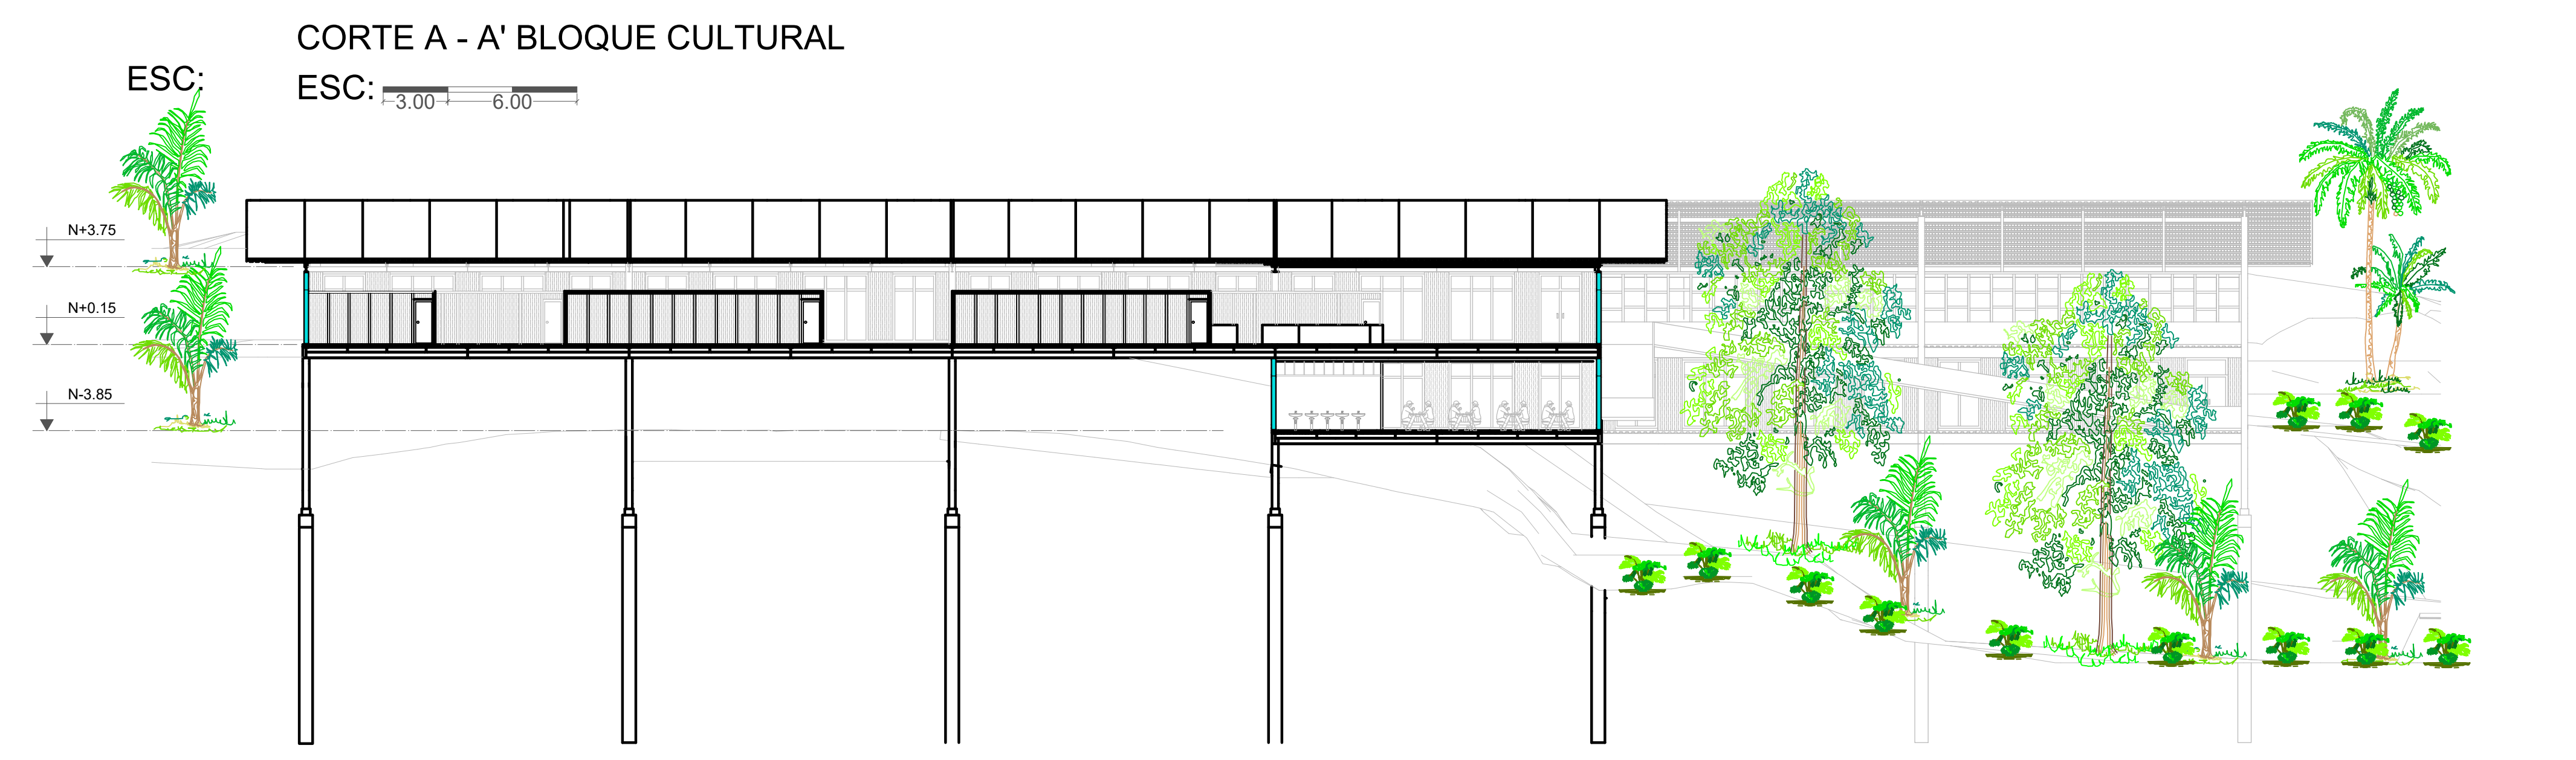 CORTE A - A' BLOQUE CULTURAL
ESC:
ESC:
3.00 6.00
N+3.75
N+0.15
N-3.85